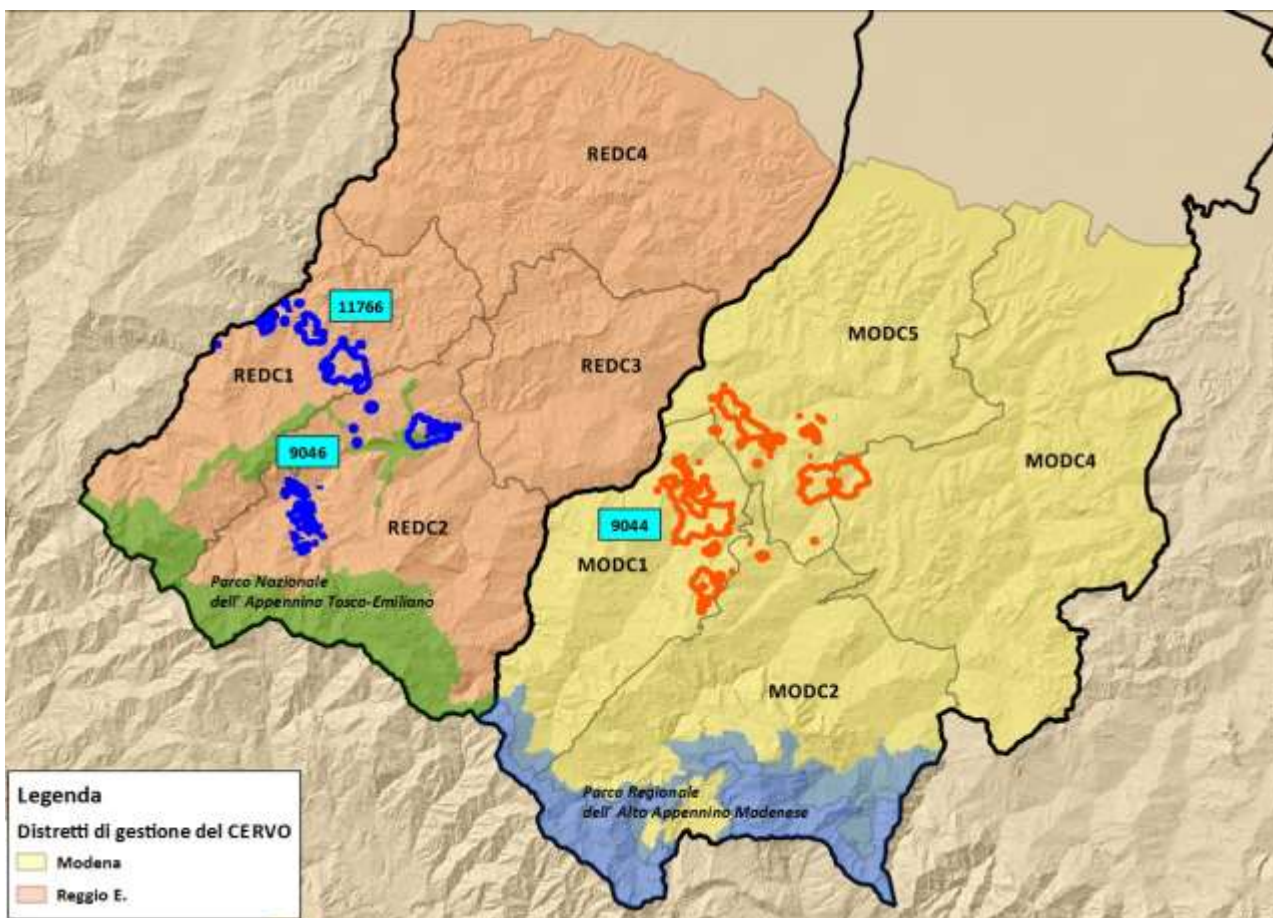 REDC4
11766
MODC5
REDC1
REDC3
9046
MODC4
REDC2
9044
MODC1
Parco Nazionale
dell' Appennino Tosco-Emiliano
MODC2
Parco Regionale
dell' Alto Appennino Modenese
Legenda
Distretti di gestione del CERVO
Modena
Reggio E.